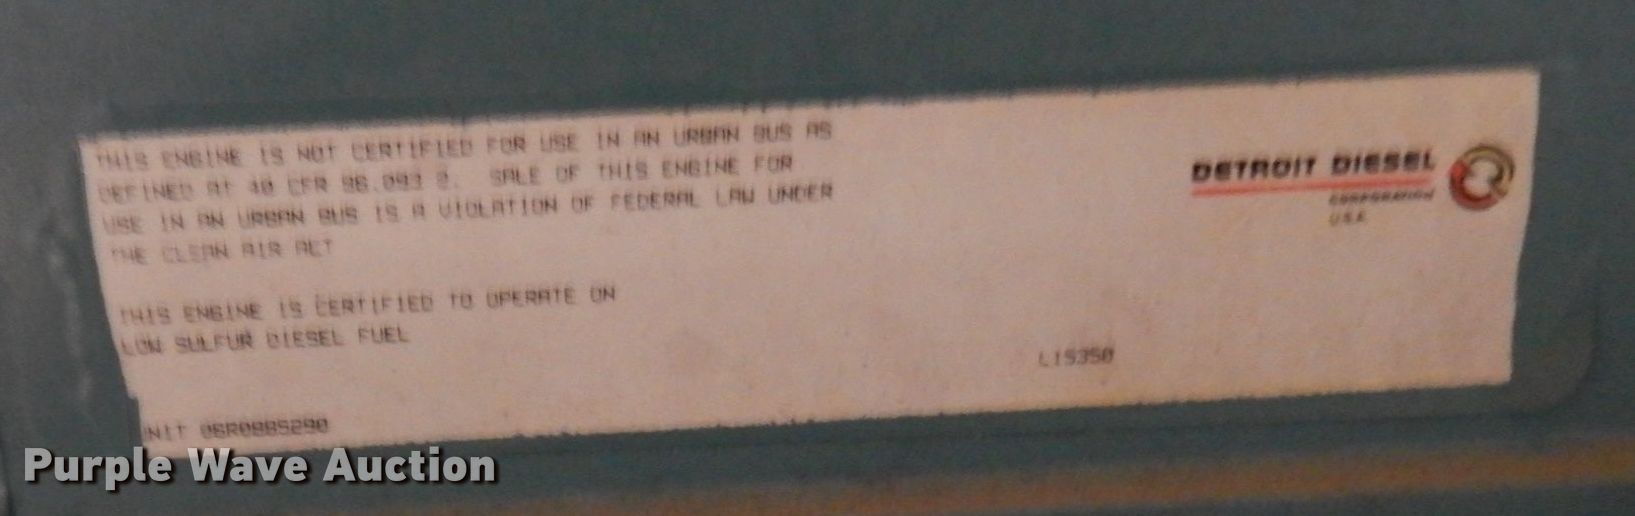 THIS ENGINE IS NOT CERTIFIED FOR USE IN AN URBAN BUS AS
DEFINED AT 40 CFR 86.093 2. SALE OF THIS ENGINE FOR
USE IN AN URBAN BUS IS A VIOLATION OF FEDERAL LAW UNDER
THE CLEAN AIR ACT
THIS ENGINE IS CERTIFIED TO OPERATE ON
LOW SULFUR DIESEL FUEL
UNIT 06R0885290
L15350
DETROIT DIESEL
CORPORATION
U.S.A.
Purple Wave Auction